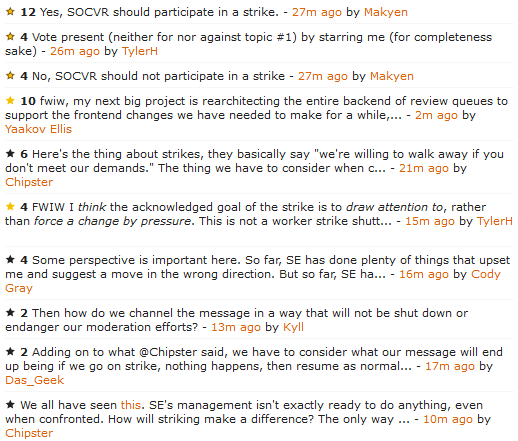 ★ 12 Yes, SOCVR should participate in a strike. - 27m ago by Makyen
★ 4 Vote present (neither for nor against topic #1) by starring me (for completeness
sake) - 26m ago by TylerH
★ 4 No, SOCVR should not participate in a strike - 27m ago by Makyen
★ 10 fwiw, my next big project is rearchitecting the entire backend of review queues to
support the frontend changes we have needed to make for a while,... - 2m ago by
Yaakov Ellis
★ 6 Here's the thing about strikes, they basically say "we're willing to walk away if you
don't meet our demands." The thing we have to consider when c... - 21m ago by
Chipster
★ 4 FWIW I think the acknowledged goal of the strike is to draw attention to, rather
than force a change by pressure. This is not a worker strike shutt... - 15m ago by TylerH
★ 4 Some perspective is important here. So far, SE has done plenty of things that upset
me and suggest a move in the wrong direction. But so far, SE ha... - 16m ago by Cody
Gray
★ 2 Then how do we channel the message in a way that will not be shut down or
endanger our moderation efforts? - 13m ago by Kyll
★ 2 Adding on to what @Chipster said, we have to consider what our message will end
up being if we go on strike, nothing happens, then resume as normal... - 17m ago by
Das_Geek
★ We all have seen this. SE's management isn't exactly ready to do anything, even
when confronted. How will striking make a difference? The only way ... - 10m ago by
Chipster